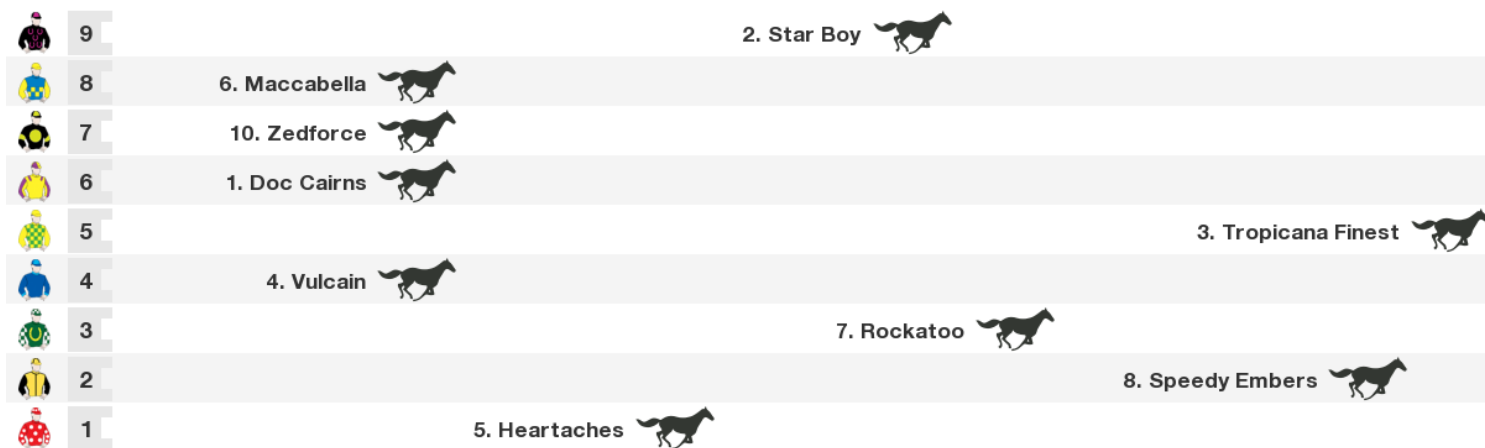 9 2. Star Boy
8 6. Maccabella
7 10. Zedforce
6 1. Doc Cairns
5 3. Tropicana Finest
4 4. Vulcain
3 7. Rockatoo
2 8. Speedy Embers
1 5. Heartaches